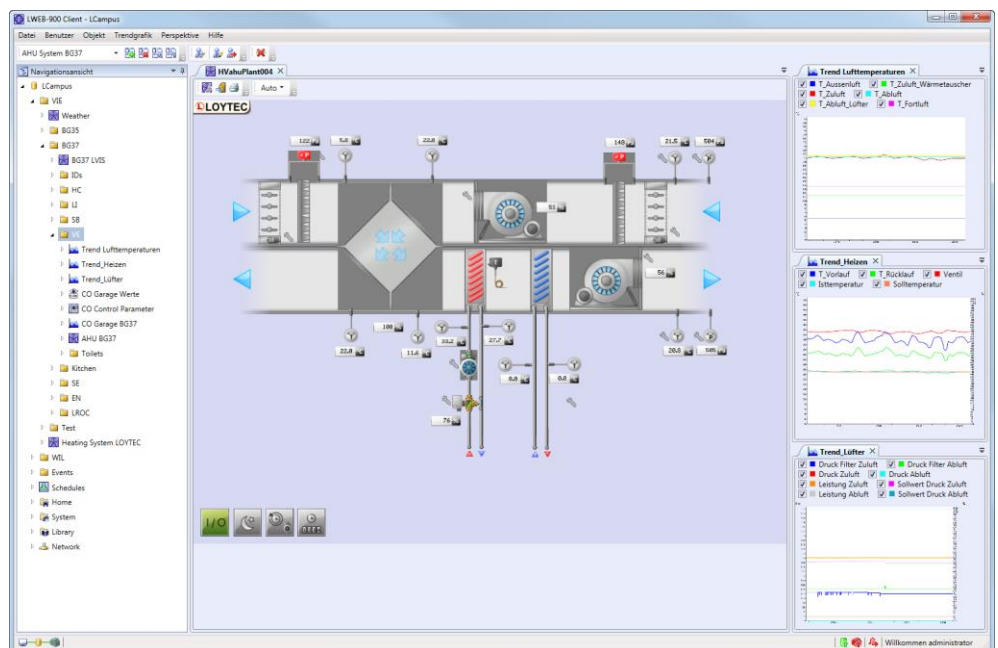 LWEB-900 Client - LCampus
Datei Benutzer Objekt Trendgrafik Perspektive Hilfe
AHU System BG37
Navigationsansicht
LCampus
VIE
Weather
BG35
BG37
BG37 LVIS
IDs
HC
LI
SB
VE
Trend Lufttemperaturen
Trend_Heizen
Trend_Lüfter
CO Garage Werte
CO Control Parameter
CO Garage BG37
AHU BG37
Toilets
Kitchen
SE
EN
LROC
Test
Heating System LOYTEC
WIL
Events
Schedules
Home
System
Library
Network
HVahuPlant004
Auto
LOYTEC
122 5.8 22.8 148 21.5 504
51
56
100 33.2 27.7
22.0 11.6 20.8 505
0.0 0.0
76
I/O
Trend Lufttemperaturen
T_Aussenluft T_Zuluft_Wärmetauscher
T_Zuluft T_Abluft
T_Abluft_Lüfter T_Fortluft
Trend_Heizen
T_Vorlauf T_Rücklauf Ventil
Isttemperatur Solltemperatur
Trend_Lüfter
Druck Filter Zuluft Druck Filter Abluft
Druck Zuluft Druck Abluft
Leistung Zuluft Sollwert Druck Zuluft
Leistung Abluft Sollwert Druck Abluft
Willkommen administrator